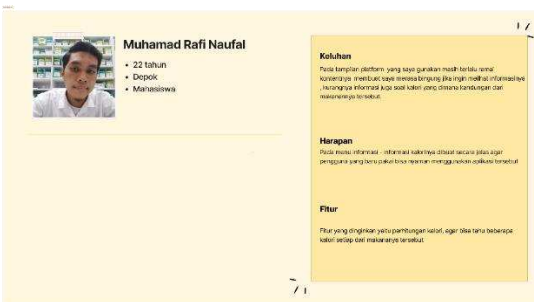 Muhamad Rafi Naufal
• 22 tahun
• Depok
• Mahasiswa
Keluhan
Pada tampilan platform yang saya gunakan masih terlalu ramai
kontentnya membuat saya merasa bingung jika ingin melihat informasinya
, kurangnya informasi juga soal kalori yang dimana kandungan dari
makanannya tersebut.
Harapan
Pada menu informasi - informasi kalorinya dibuat secara jelas agar
pengguna yang baru pakai bisa nyaman menggunakan aplikasi tersebut
Fitur
Fitur yang dinginkan yaitu perhitungan kalori, agar bisa tahu beberapa
kalori setiap dari makananya tersebut